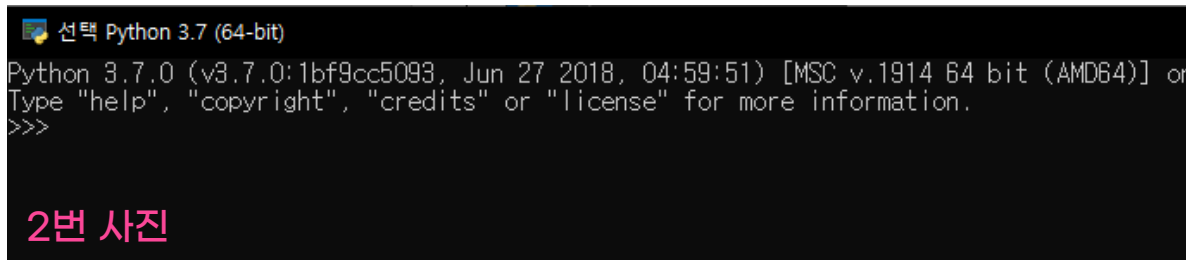 선택 Python 3.7 (64-bit)
Python 3.7.0 (v3.7.0:1bf9cc5093, Jun 27 2018, 04:59:51) [MSC v.1914 64 bit (AMD64)] on
Type "help", "copyright", "credits" or "license" for more information.
>>>
2번 사진